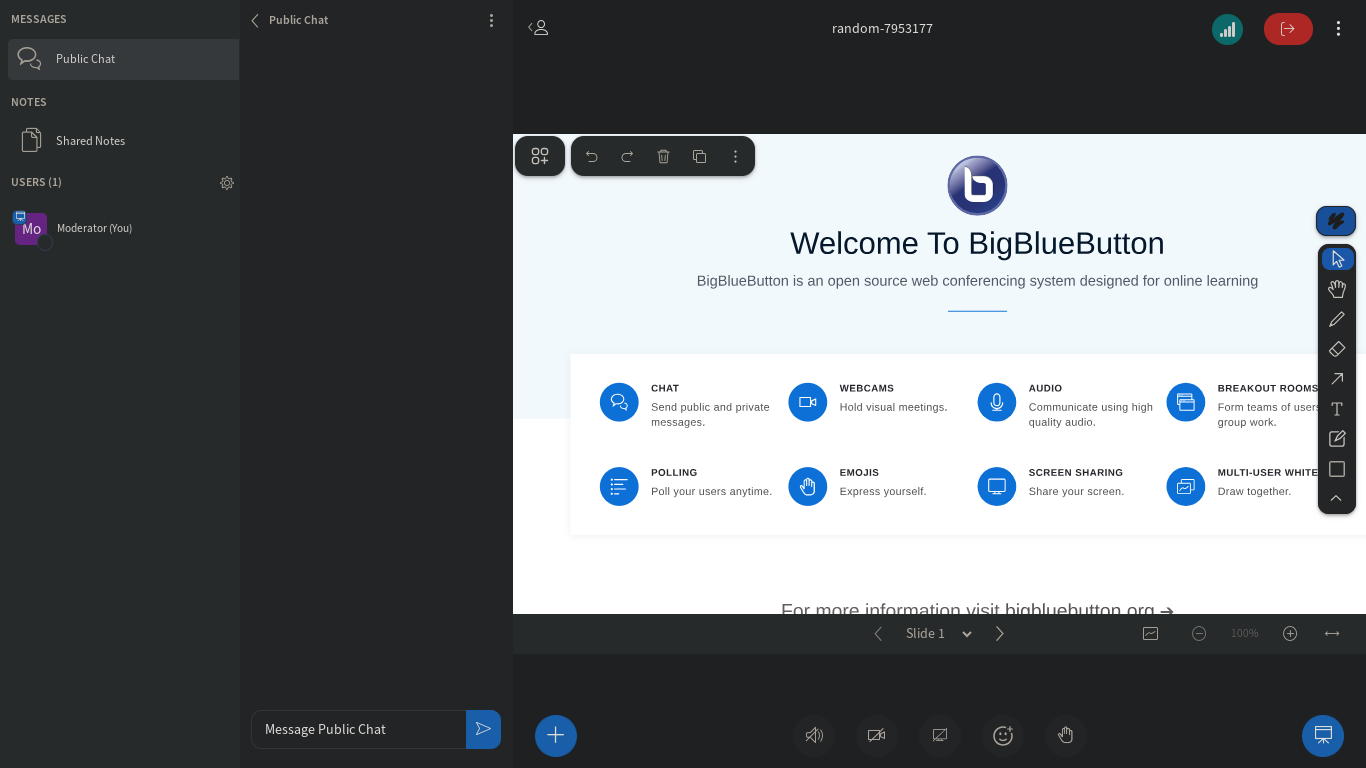 MESSAGES
Public Chat
NOTES
Shared Notes
USERS (1)
Mo
Moderator (You)
Public Chat
Message Public Chat
random-7953177
Welcome To BigBlueButton
BigBlueButton is an open source web conferencing system designed for online learning
CHAT
Send public and private
messages.
WEBCAMS
Hold visual meetings.
AUDIO
Communicate using high
quality audio.
BREAKOUT ROOMS
Form teams of users
group work.
POLLING
Poll your users anytime.
EMOJIS
Express yourself.
SCREEN SHARING
Share your screen.
MULTI-USER WHITE
Draw together.
For more information visit bigbluebutton.org →
Slide 1
100%